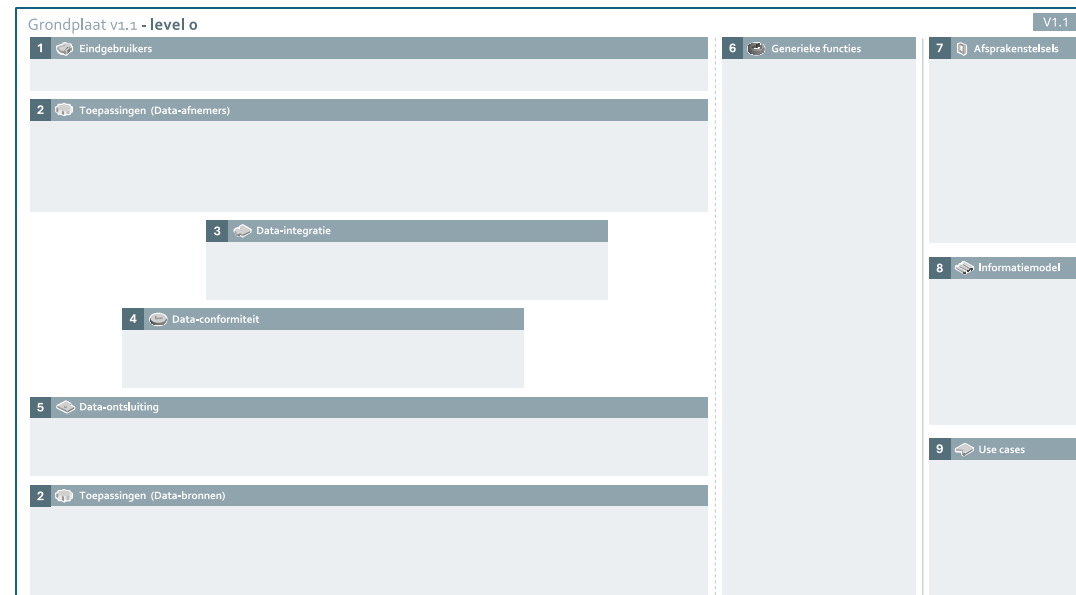 Grondplaat v1.1 - level 0
V1.1
1 Eindgebruikers
2 Toepassingen (Data-afnemers)
3 Data-integratie
4 Data-conformiteit
5 Data-ontsluiting
2 Toepassingen (Data-bronnen)
6 Generieke functies
7 Afsprakenstelsels
8 Informatiemodel
9 Use cases